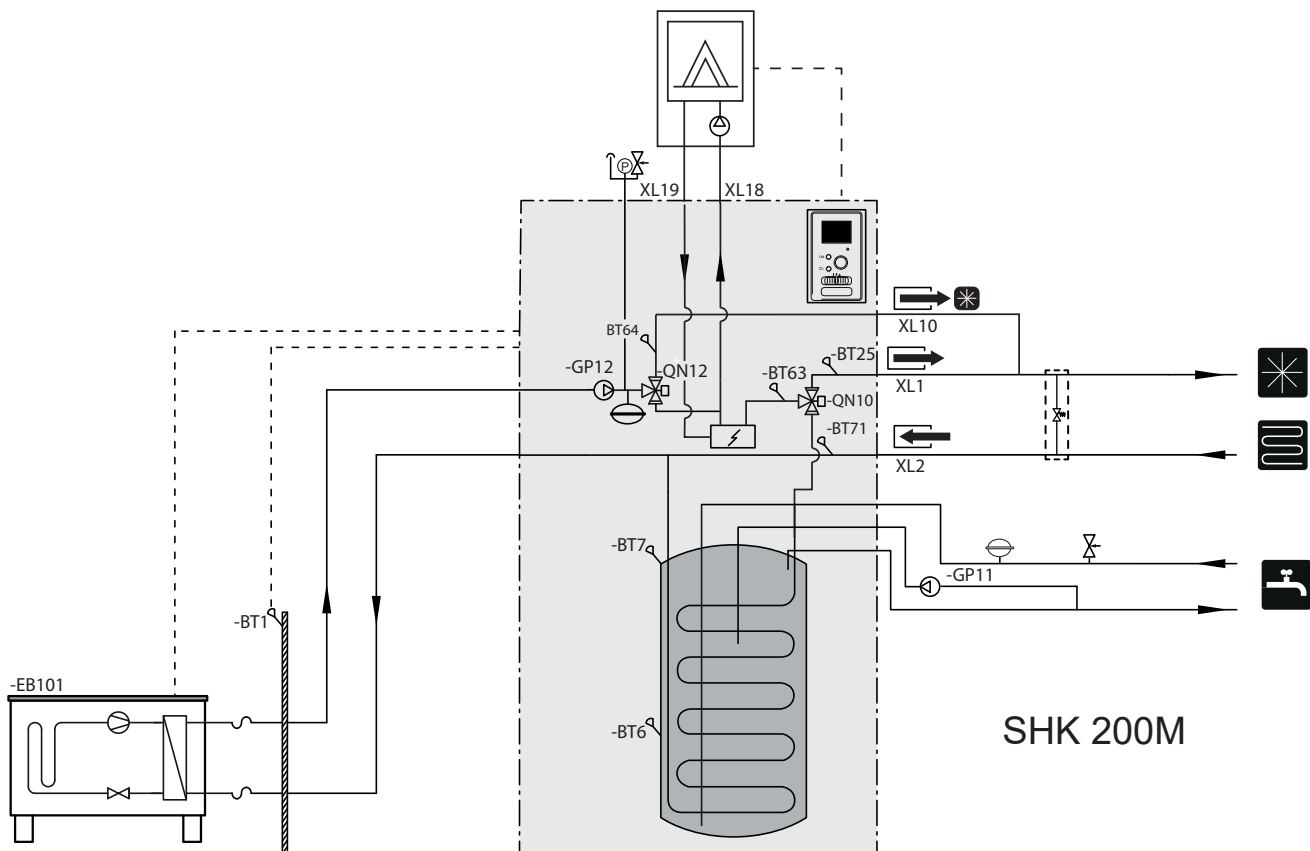 P
XL19
XL18
XL10
BT64
-BT25
-GP12
-QN12
-BT63
XL1
-QN10
-BT71
XL2
-BT7
-GP11
-BT1
-EB101
-BT6
SHK 200M